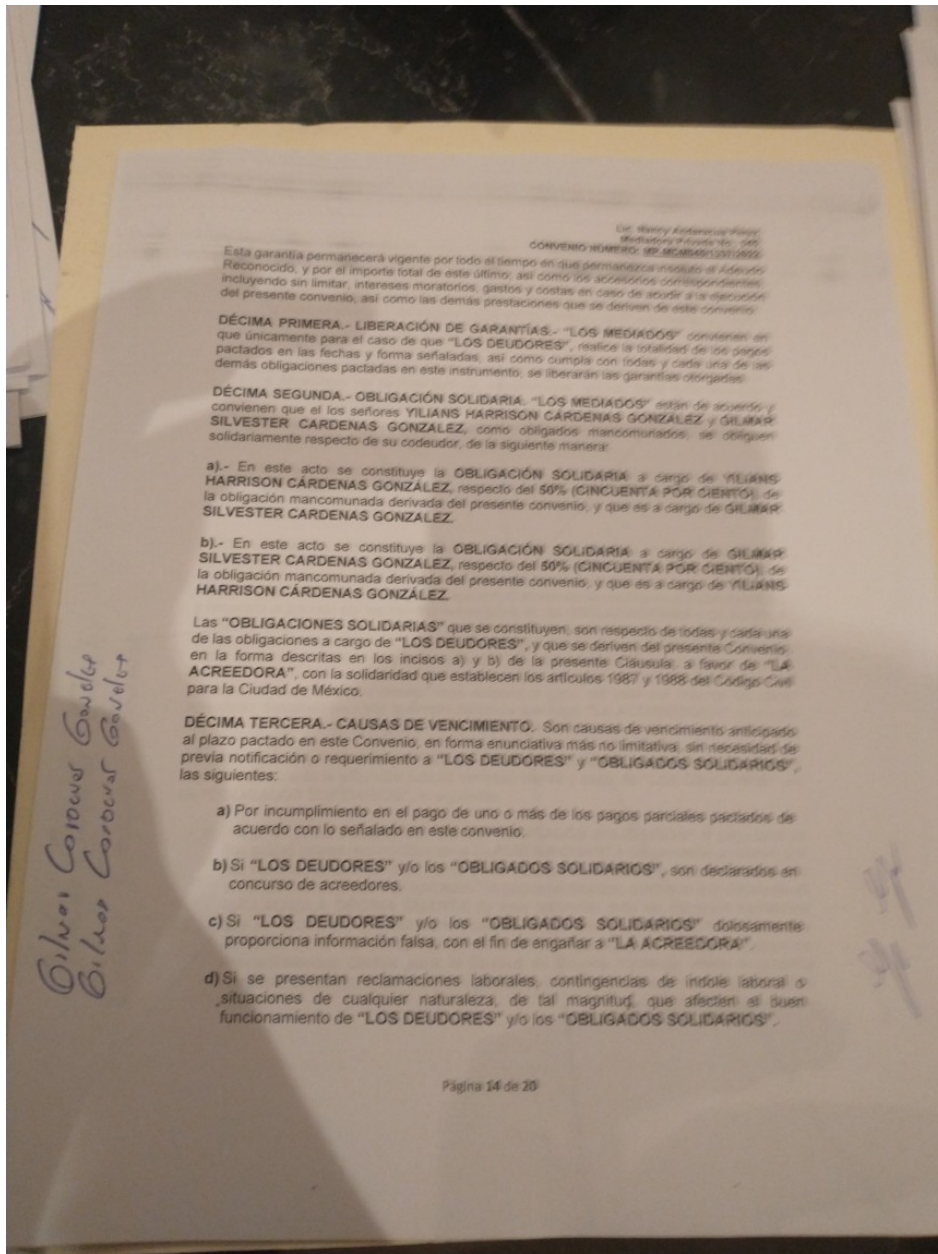 Lic. Nancy
Mediadora Privada No. 040
CONVENIO NÚMERO:
Esta garantía permanecerá vigente por todo el tiempo en que permanezca insoluto el Adeudo
Reconocido, y por el importe total de este último; así como los accesorios correspondientes
incluyendo sin limitar, intereses moratorios, gastos y costas en caso de acudir a la ejecución
del presente convenio, así como las demás prestaciones que se deriven de este convenio.
DÉCIMA PRIMERA.- LIBERACIÓN DE GARANTÍAS.- "LOS MEDIADOS" convienen en
que únicamente para el caso de que "LOS DEUDORES", realice la totalidad de los pagos
pactados en las fechas y forma señaladas, así como cumpla con todas y cada una de las
demás obligaciones pactadas en este instrumento, se liberarán las garantías otorgadas.
DÉCIMA SEGUNDA.- OBLIGACIÓN SOLIDARIA. "LOS MEDIADOS" están de acuerdo y
convienen que el los señores YILIANS HARRISON CÁRDENAS GONZÁLEZ y GILMAR
SILVESTER CARDENAS GONZALEZ, como obligados mancomunados, se obliguen
solidariamente respecto de su codeudor, de la siguiente manera:
a).- En este acto se constituye la OBLIGACIÓN SOLIDARIA a cargo de YILIANS
HARRISON CÁRDENAS GONZÁLEZ, respecto del 50% (CINCUENTA POR CIENTO), de
la obligación mancomunada derivada del presente convenio, y que es a cargo de GILMAR
SILVESTER CARDENAS GONZALEZ.
b).- En este acto se constituye la OBLIGACIÓN SOLIDARIA a cargo de GILMAR
SILVESTER CARDENAS GONZALEZ, respecto del 50% (CINCUENTA POR CIENTO), de
la obligación mancomunada derivada del presente convenio, y que es a cargo de YILIANS
HARRISON CÁRDENAS GONZÁLEZ.
Las "OBLIGACIONES SOLIDARIAS" que se constituyen, son respecto de todas y cada una
de las obligaciones a cargo de "LOS DEUDORES", y que se deriven del presente Convenio,
en la forma descritas en los incisos a) y b) de la presente Cláusula, a favor de "LA
ACREEDORA", con la solidaridad que establecen los artículos 1987 y 1988 del Código Civil
para la Ciudad de México.
DÉCIMA TERCERA.- CAUSAS DE VENCIMIENTO. Son causas de vencimiento anticipado
al plazo pactado en este Convenio, en forma enunciativa más no limitativa, sin necesidad de
previa notificación o requerimiento a "LOS DEUDORES" y "OBLIGADOS SOLIDARIOS",
las siguientes:
a) Por incumplimiento en el pago de uno o más de los pagos parciales pactados de
acuerdo con lo señalado en este convenio.
b) Si "LOS DEUDORES" y/o los "OBLIGADOS SOLIDARIOS", son declarados en
concurso de acreedores.
c) Si "LOS DEUDORES" y/o los "OBLIGADOS SOLIDARIOS" dolosamente
proporciona información falsa, con el fin de engañar a "LA ACREEDORA".
d) Si se presentan reclamaciones laborales, contingencias de índole laboral o
situaciones de cualquier naturaleza, de tal magnitud, que afecten el buen
funcionamiento de "LOS DEUDORES" y/o los "OBLIGADOS SOLIDARIOS".
Página 14 de 20